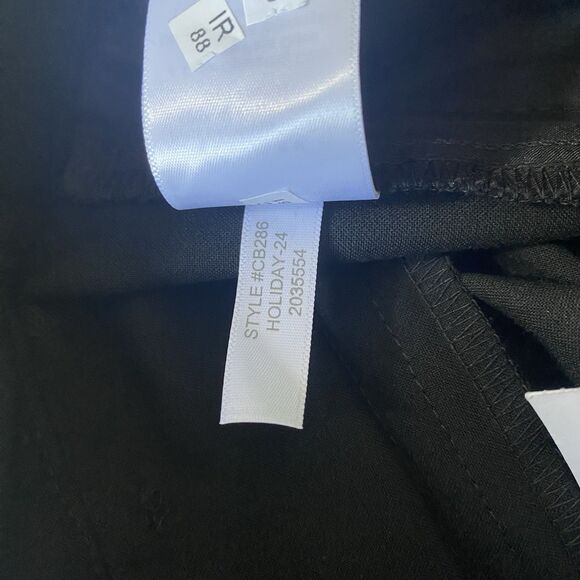 IR
88
STYLE #CB286
HOLIDAY-24
2035554